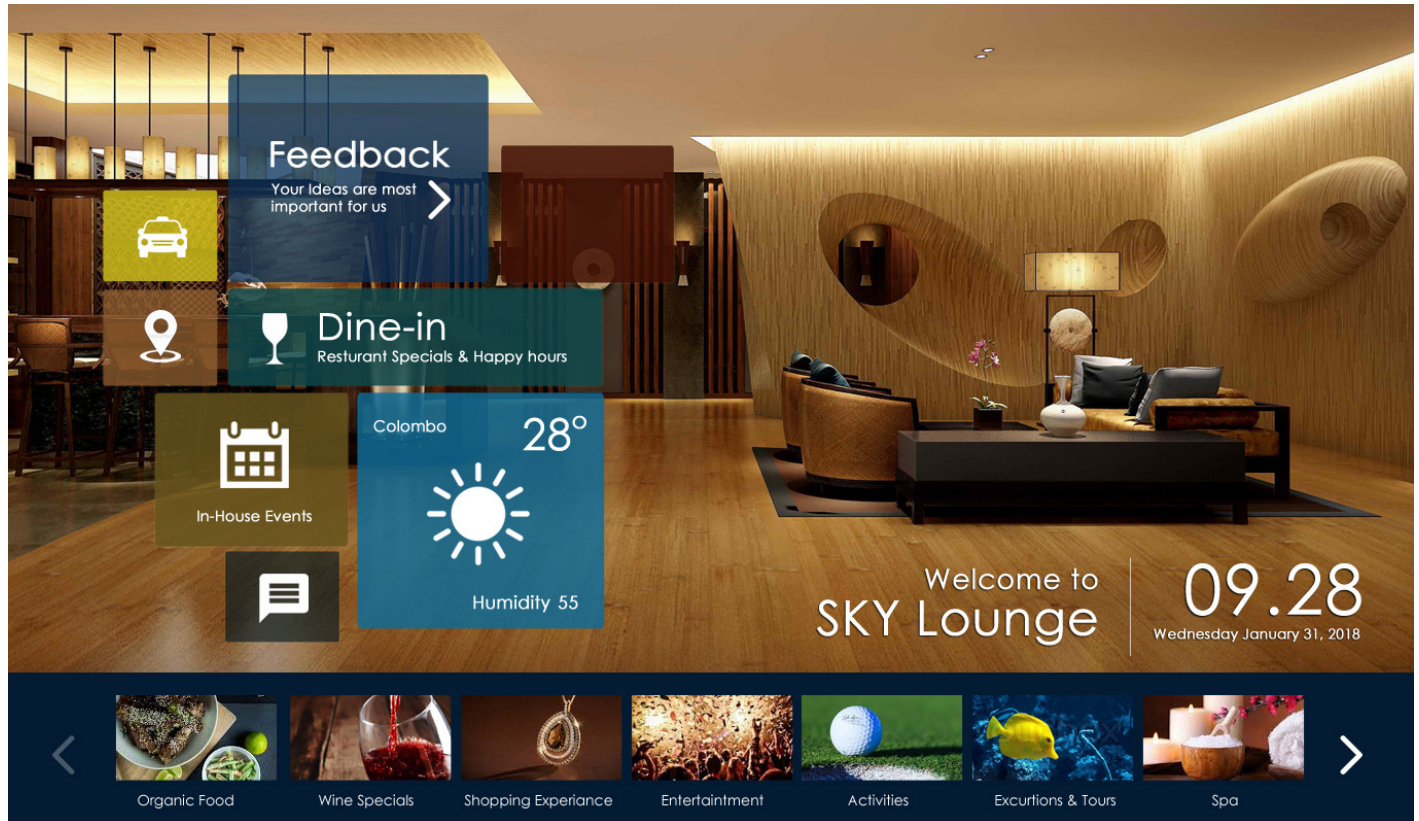 Feedback
Your Ideas are most
important for us
Dine-in
Resturant Specials & Happy hours
Colombo
28°
In-House Events
Humidity 55
Welcome to
SKY Lounge
09.28
Wednesday January 31, 2018
Organic Food
Wine Specials
Shopping Experiance
Entertaintment
Activities
Excurtions & Tours
Spa